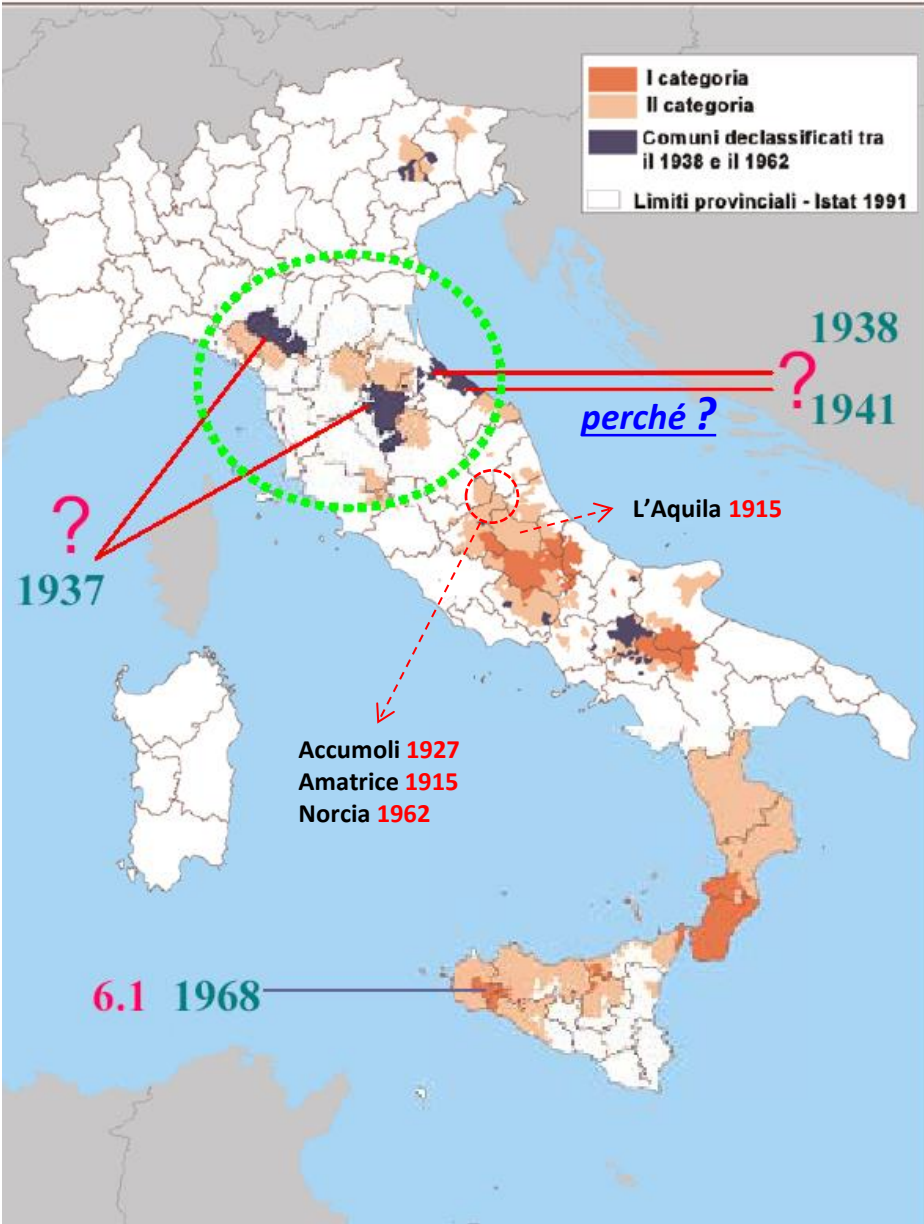 I categoria
II categoria
Comuni declassificati tra
il 1938 e il 1962
Limiti provinciali - Istat 1991
1938
?
1941
perché ?
L’Aquila 1915
?
1937
Accumoli 1927
Amatrice 1915
Norcia 1962
6.1 1968